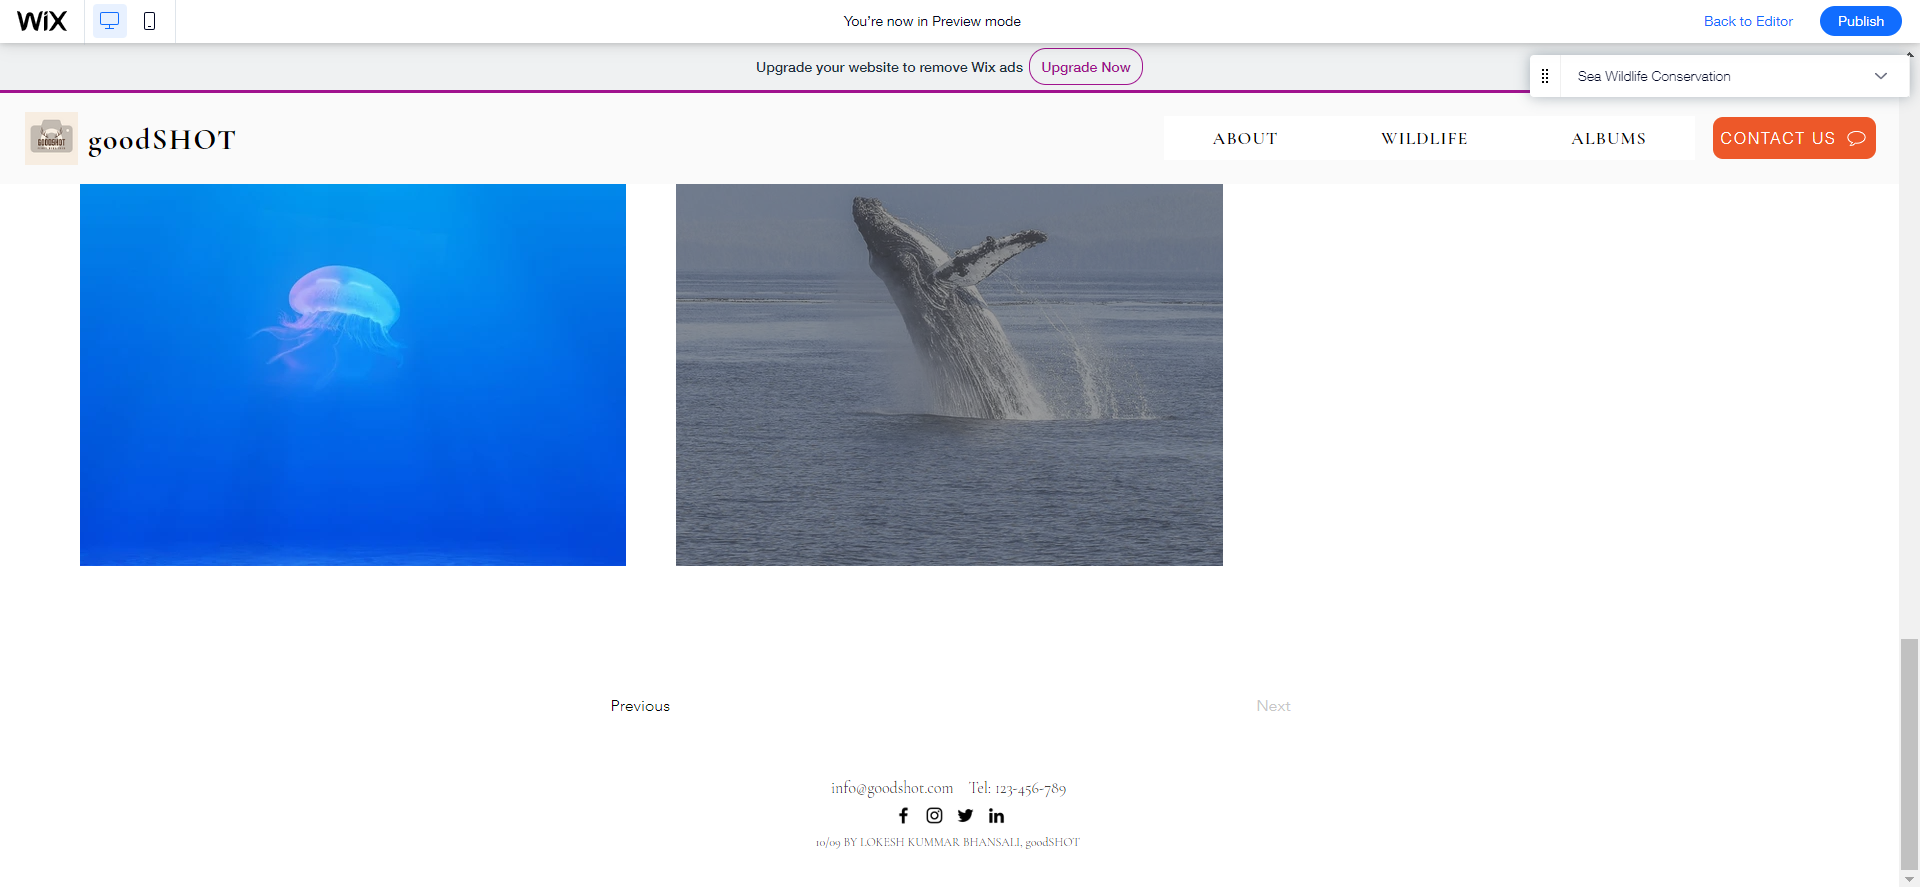 WiX
You're now in Preview mode
Back to Editor
Publish
Upgrade your website to remove Wix ads
Upgrade Now
Sea Wildlife Conservation
GOODSHOT
goodSHOT
ABOUT
WILDLIFE
ALBUMS
CONTACT US
Previous
Next
info@goodshot.com Tel: 123-456-789
10/09 BY LOKESH KUMMAR BHANSALI, goodSHOT